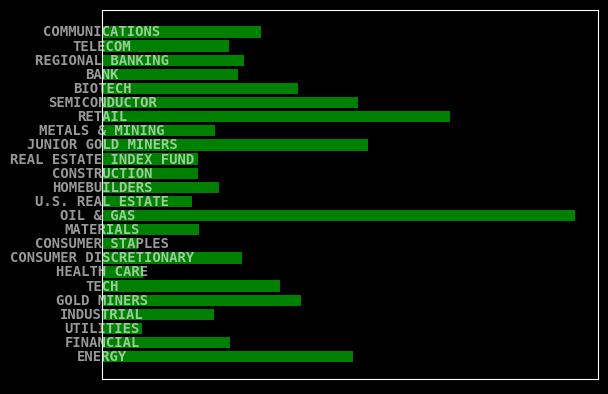 COMMUNICATIONS
TELECOM
REGIONAL BANKING
BANK
BIOTECH
SEMICONDUCTOR
RETAIL
METALS & MINING
JUNIOR GOLD MINERS
REAL ESTATE INDEX FUND
CONSTRUCTION
HOMEBUILDERS
U.S. REAL ESTATE
OIL & GAS
MATERIALS
CONSUMER STAPLES
CONSUMER DISCRETIONARY
HEALTH CARE
TECH
GOLD MINERS
INDUSTRIAL
UTILITIES
FINANCIAL
ENERGY